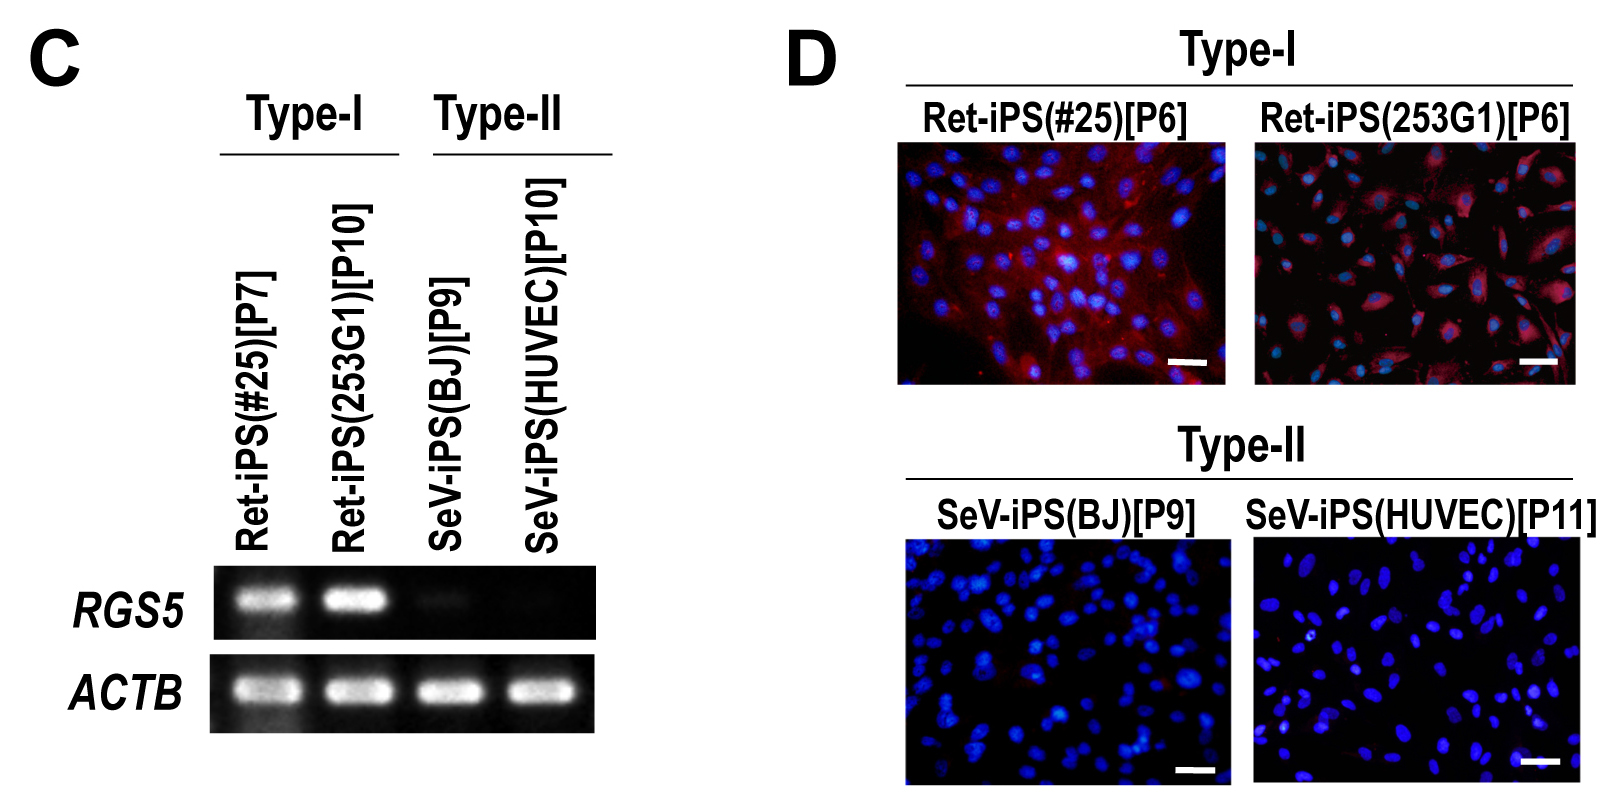 C
Type-I
Type-II
Ret-iPS(#25)[P7]
Ret-iPS(253G1)[P10]
SeV-iPS(BJ)[P9]
SeV-iPS(HUVEC)[P10]
RGS5
ACTB
D
Type-I
Ret-iPS(#25)[P6]
Ret-iPS(253G1)[P6]
Type-II
SeV-iPS(BJ)[P9]
SeV-iPS(HUVEC)[P11]